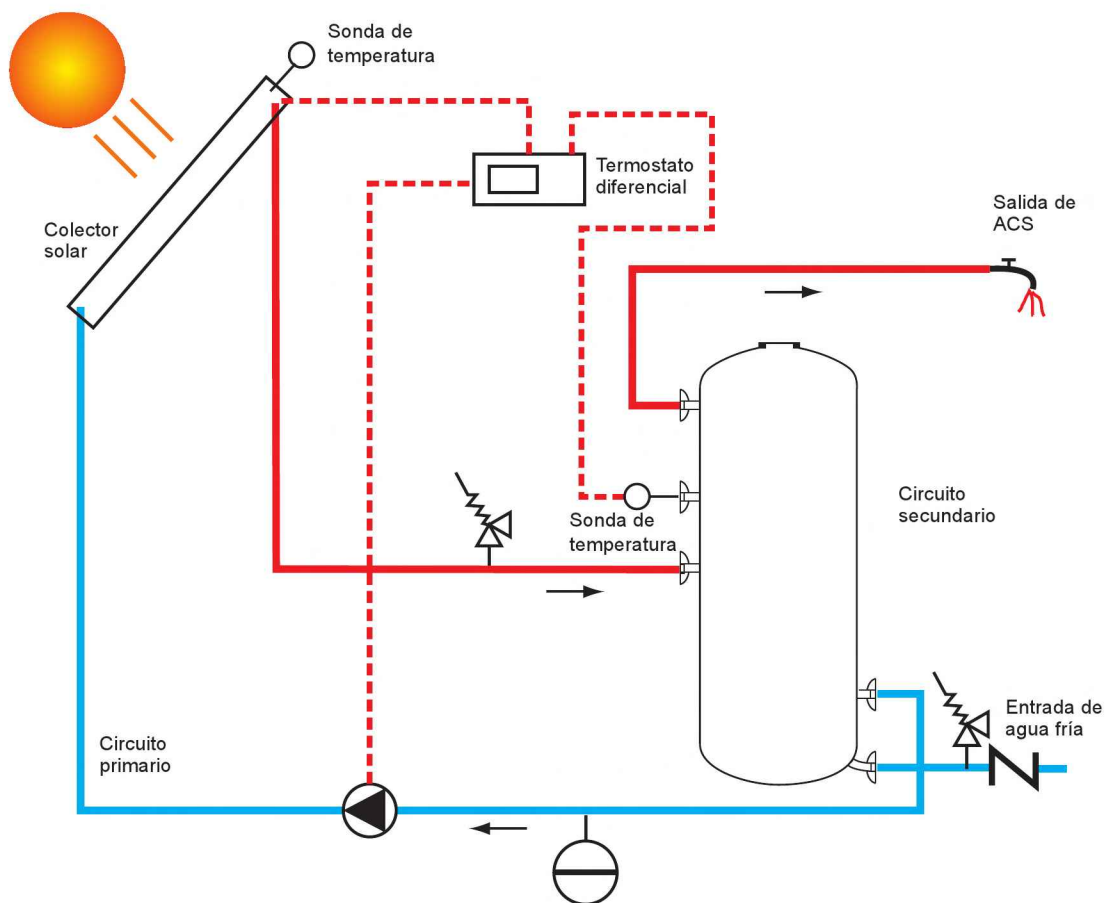 Sonda de
temperatura
Termostato
diferencial
Salida de
ACS
Colector
solar
Sonda de
temperatura
Circuito
secundario
Entrada de
agua fría
Circuito
primario